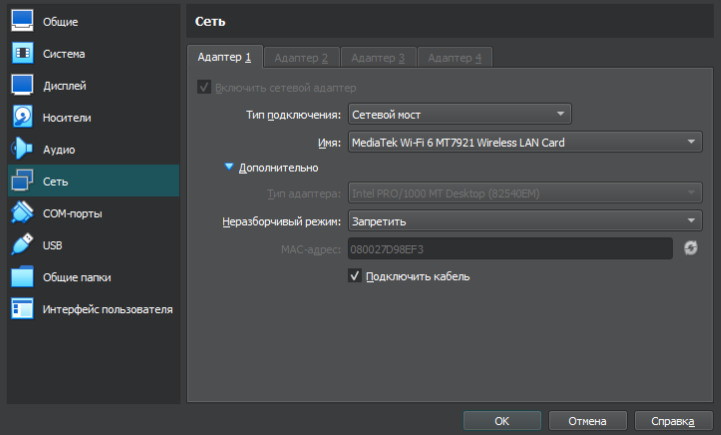 Общие
Система
Дисплей
Носители
Аудио
Сеть
COM-порты
USB
Общие папки
Интерфейс пользователя
Сеть
Адаптер 1 Адаптер 2 Адаптер 3 Адаптер 4
Включить сетевой адаптер
Тип подключения: Сетевой мост
Имя: MediaTek Wi-Fi 6 MT7921 Wireless LAN Card
Дополнительно
Тип адаптера: Intel PRO/1000 MT Desktop (82540EM)
Неразборчивый режим: Запретить
MAC-адрес: 080027D98EF3
Подключить кабель
OK Отмена Справка